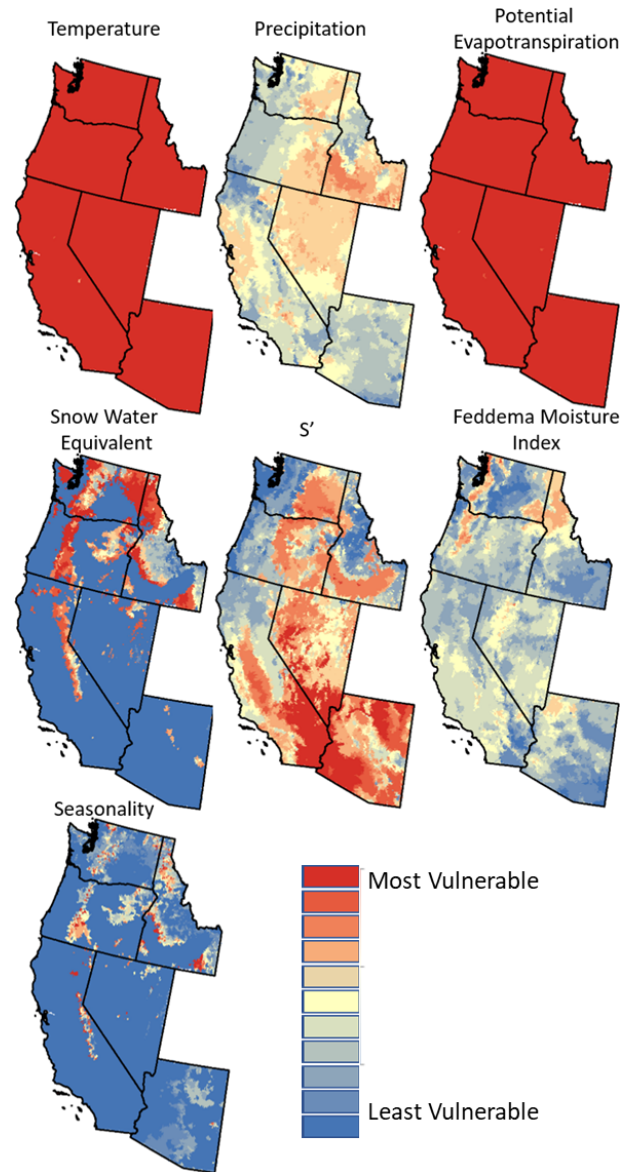 Temperature
Precipitation
Potential
Evapotranspiration
Snow Water
Equivalent
S’
Feddema Moisture
Index
Seasonality
Most Vulnerable
Least Vulnerable